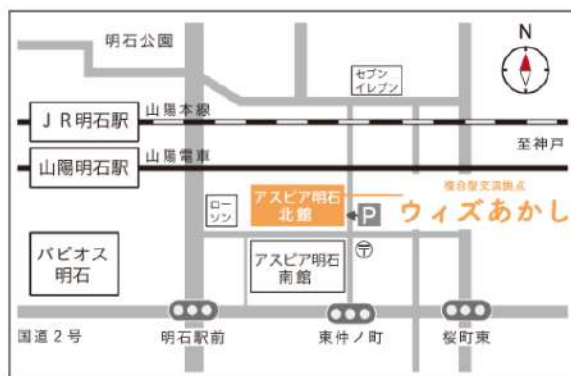 明石公園
N
セブン
イレブン
JR明石駅
山陽本線
至神戸
山陽明石駅
山陽電車
複合型交流拠点
ウィズあかし
アスピア明石
北館
P
ロー
ソン
パピオス
明石
アスピア明石
南館
〒
国道2号
明石駅前
東仲ノ町
桜町東